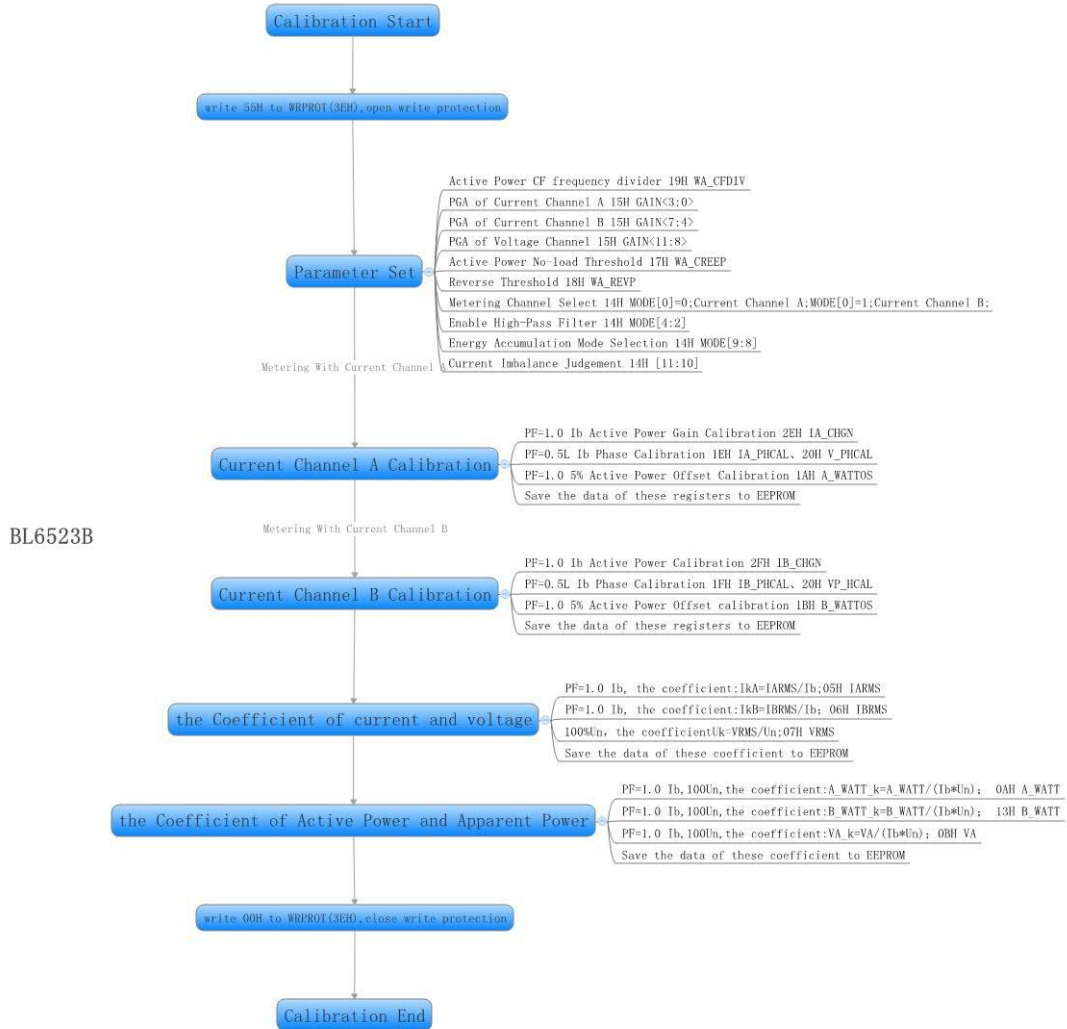 Calibration Start
write 55H to WRPROT(3EH),open write protection
Active Power CF frequency divider 19H WA_CFDIV
PGA of Current Channel A 15H GAIN<3:0>
PGA of Current Channel B 15H GAIN<7:4>
PGA of Voltage Channel 15H GAIN<11:8>
Active Power No-load Threshold 17H WA_CREEP
Parameter Set
Reverse Threshold 18H WA_REVP
Metering Channel Select 14H MODE[0]=0;Current Channel A;MODE[0]=1;Current Channel B;
Enable High-Pass Filter 14H MODE[4:2]
Energy Accumulation Mode Selection 14H MODE[9:8]
Current Imbalance Judgement 14H [11:10]
Metering With Current Channel A
PF=1.0 Ib Active Power Gain Calibration 2EH IA_CHGN
Current Channel A Calibration
PF=0.5L Ib Phase Calibration 1EH IA_PHCAL、20H V_PHCAL
PF=1.0 5% Active Power Offset Calibration 1AH A_WATTOS
Save the data of these registers to EEPROM
Metering With Current Channel B
BL6523B
PF=1.0 Ib Active Power Calibration 2FH IB_CHGN
Current Channel B Calibration
PF=0.5L Ib Phase Calibration 1FH IB_PHCAL、20H VP_HCAL
PF=1.0 5% Active Power Offset calibration 1BH B_WATTOS
Save the data of these registers to EEPROM
PF=1.0 Ib, the coefficient:IkA=IARMS/Ib;05H IARMS
PF=1.0 Ib, the coefficient:IkB=IBRMS/Ib; 06H IBRMS
the Coefficient of current and voltage
100%Un, the coefficientUk=VRMS/Un;07H VRMS
Save the data of these coefficient to EEPROM
PF=1.0 Ib,100Un,the coefficient:A_WATT_k=A_WATT/(Ib*Un); 0AH A_WATT
PF=1.0 Ib,100Un,the coefficient:B_WATT_k=B_WATT/(Ib*Un); 13H B_WATT
the Coefficient of Active Power and Apparent Power
PF=1.0 Ib,100Un,the coefficient:VA_k=VA/(Ib*Un); 0BH VA
Save the data of these coefficient to EEPROM
write 00H to WRPROT(3EH),close write protection
Calibration End